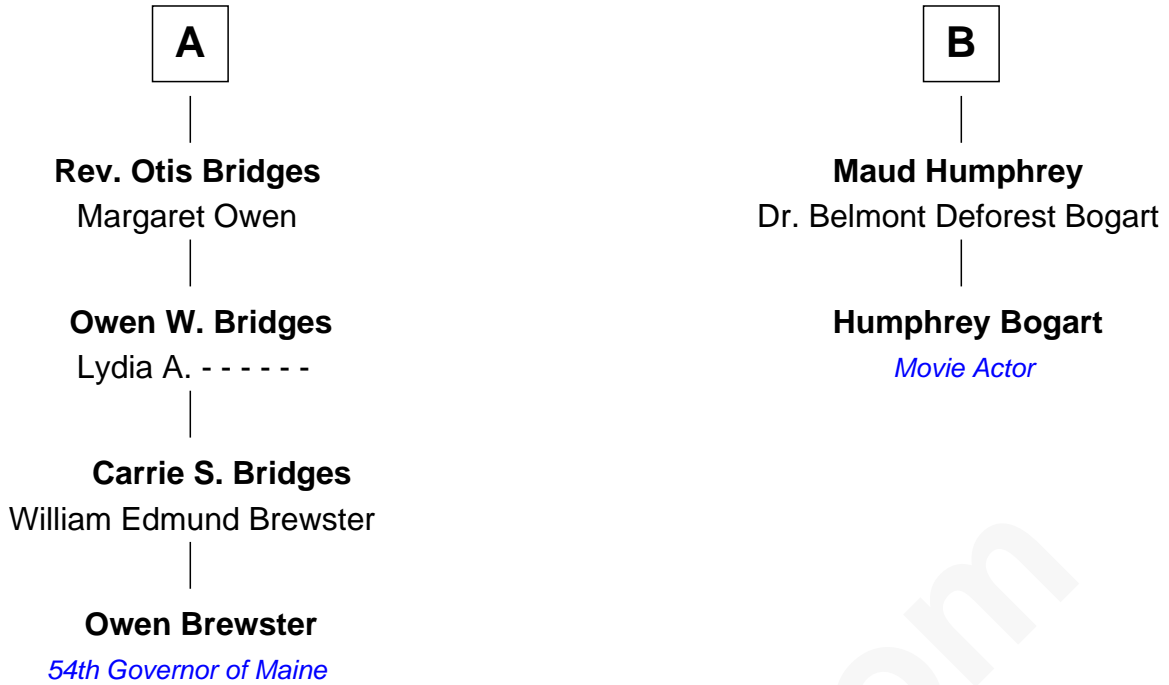 A
Rev. Otis Bridges
Margaret Owen
Owen W. Bridges
Lydia A. - - - - - -
Carrie S. Bridges
William Edmund Brewster
Owen Brewster
54th Governor of Maine
B
Maud Humphrey
Dr. Belmont Deforest Bogart
Humphrey Bogart
Movie Actor
om